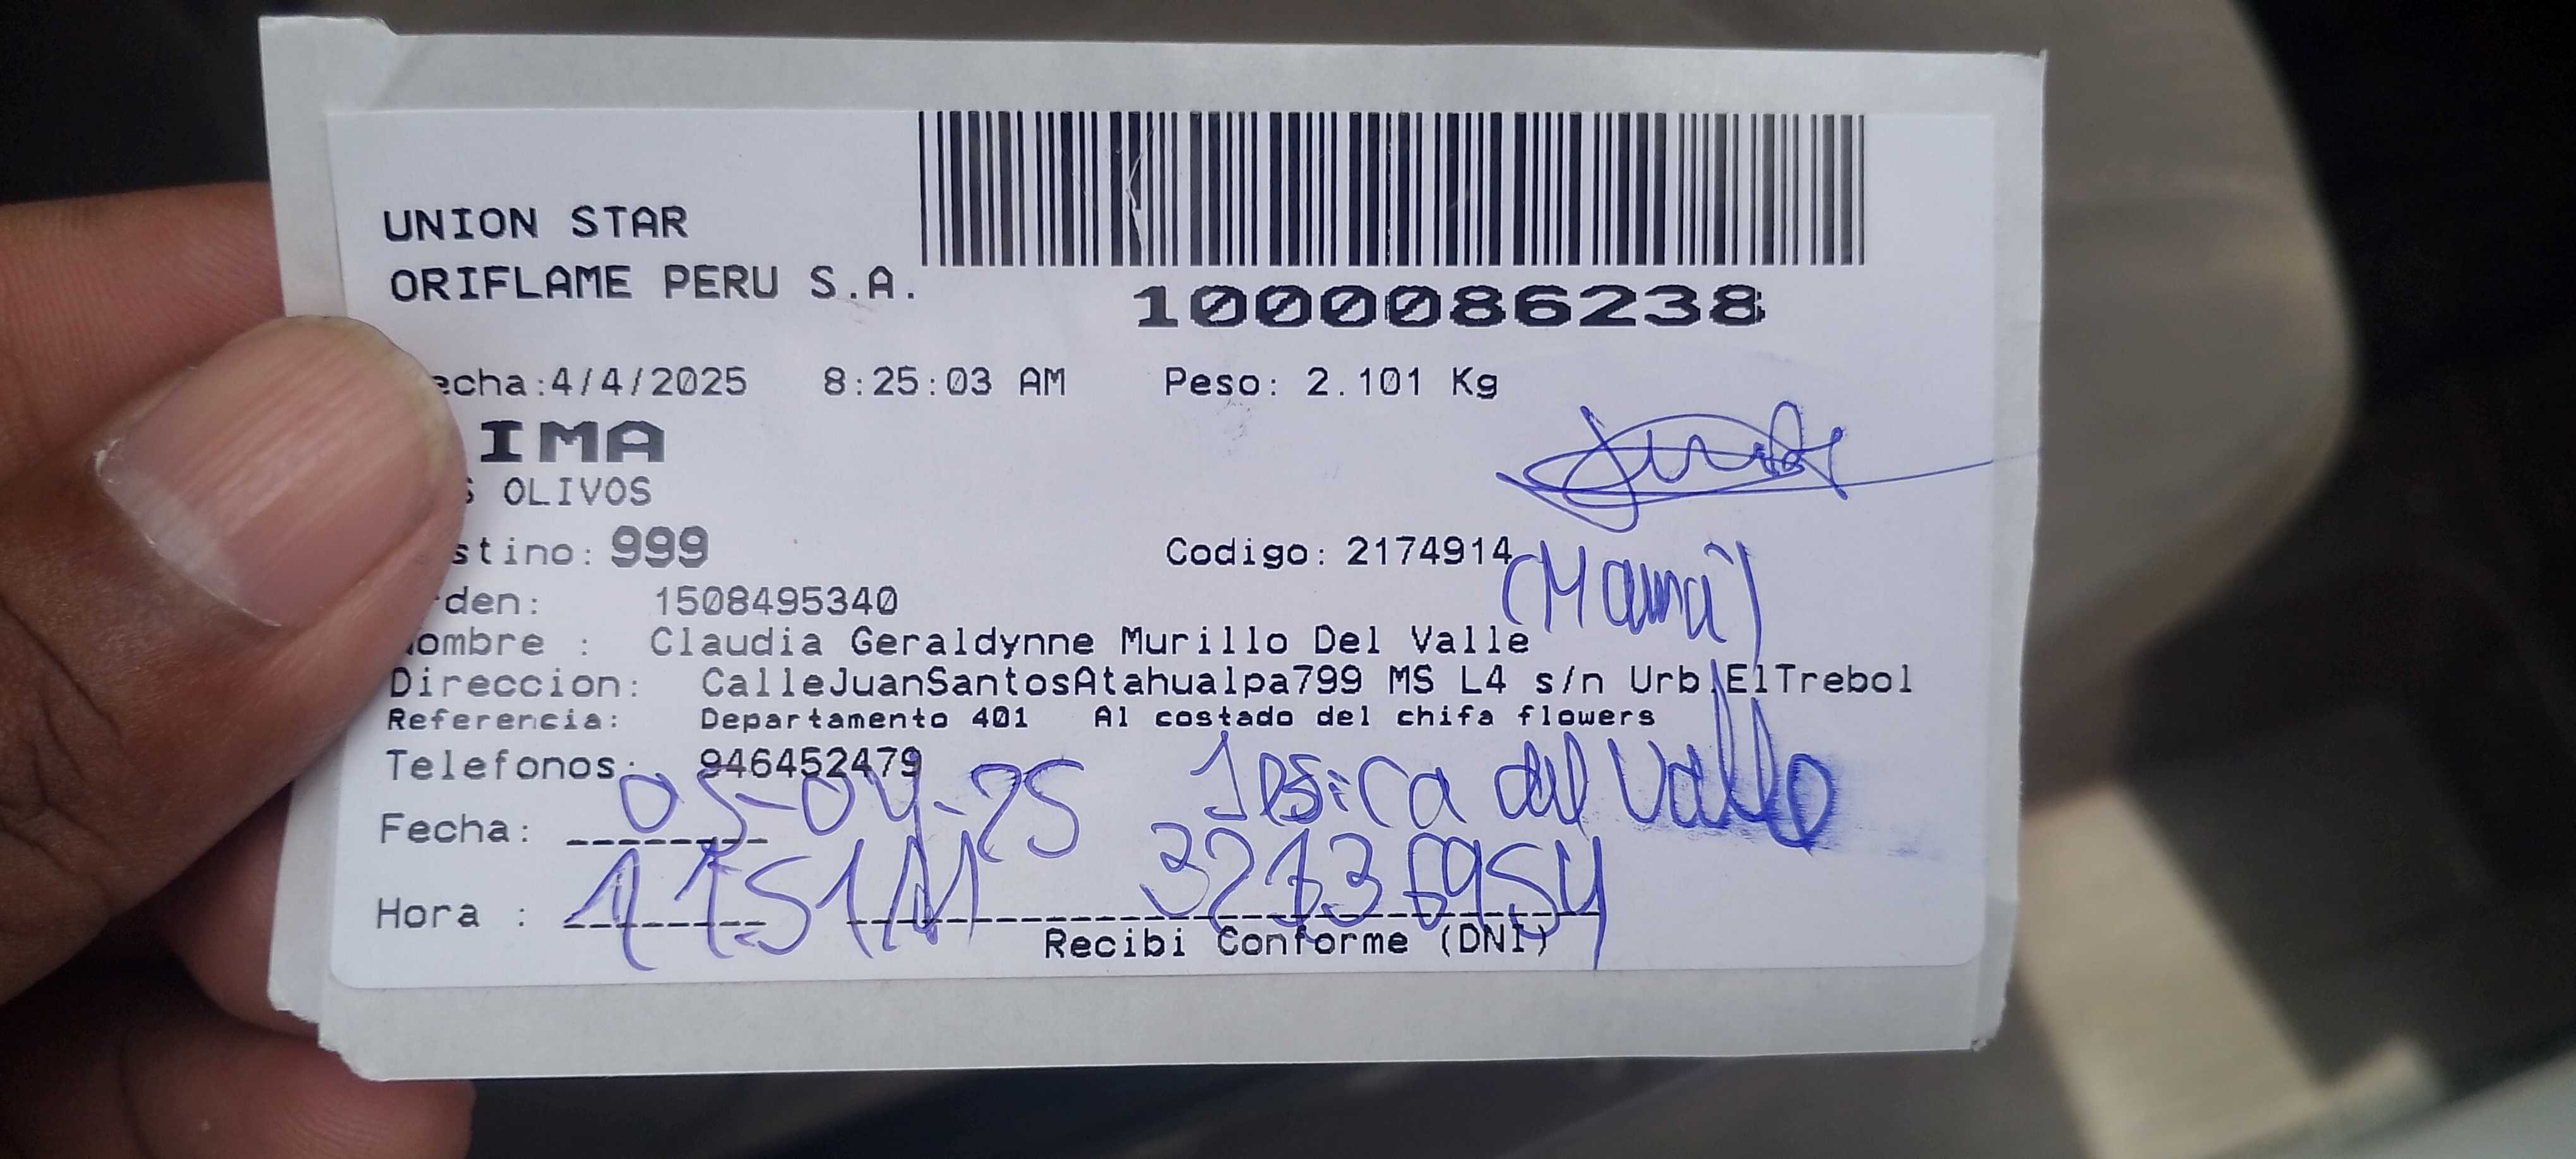 UNION STAR
ORIFLAME PERU S.A.
1000086238
echa:4/4/2025 8:25:03 AM Peso: 2.101 Kg
IMA
S OLIVOS
stino: 999 Codigo: 2174914
(Mamá)
rden: 1508495340
ombre : Claudia Geraldynne Murillo Del Valle
Direccion: CalleJuanSantosAtahualpa799 MS L4 s/n Urb.ElTrebol
Referencia: Departamento 401 Al costado del chifa flowers
Telefonos: 946452479
Jesica del Valle
Fecha: 05-04-25
Hora : 11:51
Recibi Conforme (DNI)